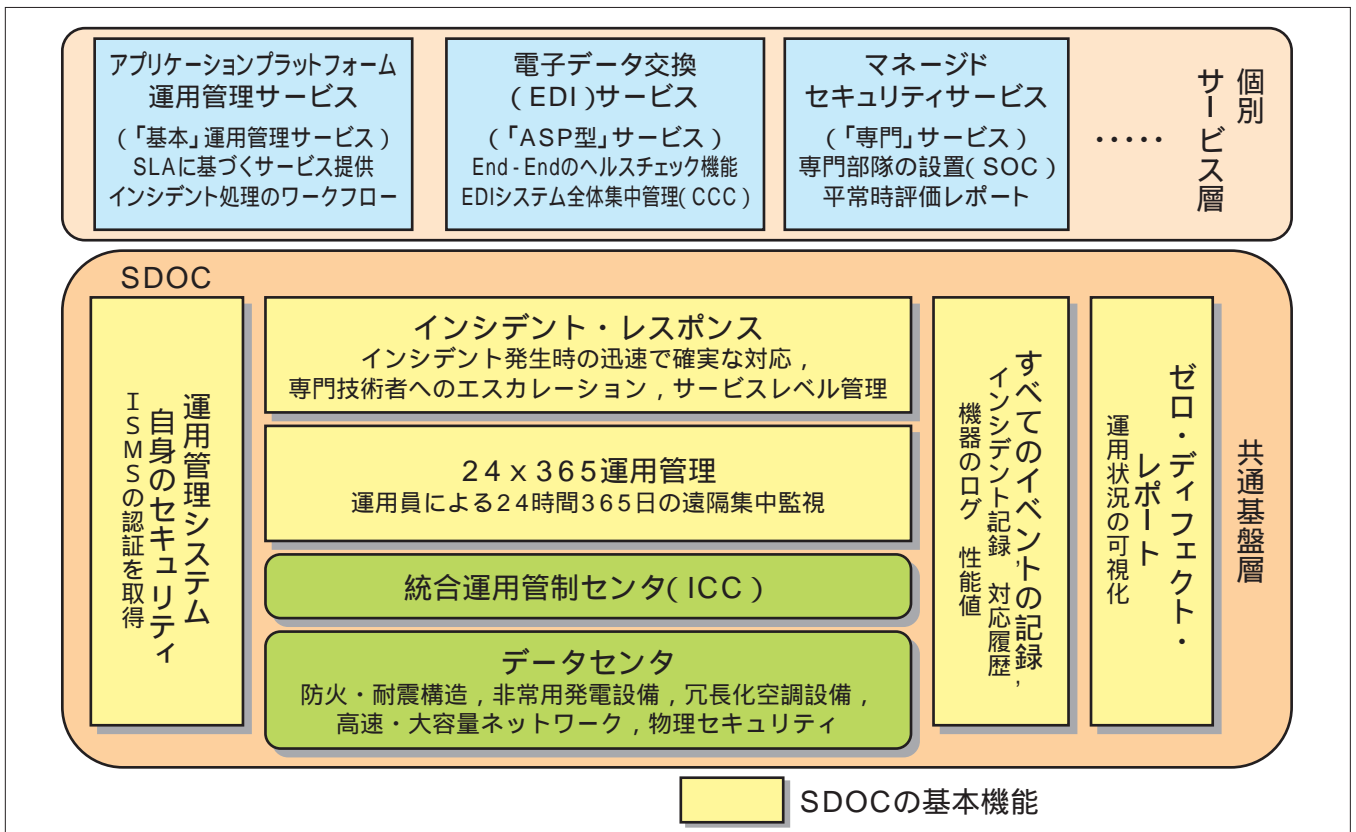 アプリケーションプラットフォーム
運用管理サービス
(「基本」運用管理サービス)
SLAに基づくサービス提供
インシデント処理のワークフロー
電子データ交換
(EDI)サービス
(「ASP型」サービス)
End-Endのヘルスチェック機能
EDIシステム全体集中管理(CCC)
マネージド
セキュリティサービス
(「専門」サービス)
専門部隊の設置(SOC)
平常時評価レポート
・・・・・
個別
サービス層
SDOC
運用管理システム
自身のセキュリティ
ISMSの認証を取得
インシデント・レスポンス
インシデント発生時の迅速で確実な対応，
専門技術者へのエスカレーション，サービスレベル管理
24x365運用管理
運用員による24時間365日の遠隔集中監視
統合運用管制センタ(ICC)
データセンタ
防火・耐震構造，非常用発電設備，冗長化空調設備，
高速・大容量ネットワーク，物理セキュリティ
すべてのイベントの記録，
インシデント記録　対応履歴，
機器のログ　性能値
ゼロ・ディフェクト・
レポート
運用状況の可視化
共通基盤層
SDOCの基本機能